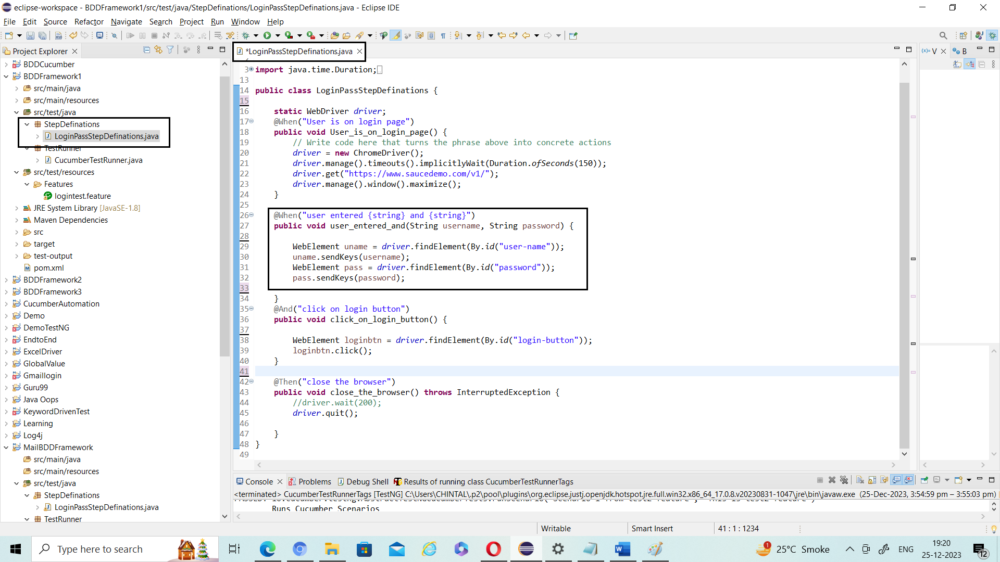 eclipse-workspace - BDDFramework1/src/test/java/StepDefinations/LoginPassStepDefinations.java - Eclipse IDE
File Edit Source Refactor Navigate Search Project Run Window Help
Project Explorer
BDDCucumber
BDDFramework1
src/main/java
src/main/resources
src/test/java
StepDefinations
LoginPassStepDefinations.java
TestRunner
CucumberTestRunner.java
src/test/resources
Features
logintest.feature
JRE System Library [JavaSE-1.8]
Maven Dependencies
src
target
test-output
pom.xml
BDDFramework2
BDDFramework3
CucumberAutomation
Demo
DemoTestNG
EndtoEnd
ExcelDriver
GlobalValue
Gmaillogin
Guru99
Java Oops
KeywordDrivenTest
Learning
Log4j
MailBDDFramework
src/main/java
src/main/resources
src/test/java
StepDefinations
LoginPassStepDefinations.java
TestRunner
*LoginPassStepDefinations.java
3 import java.time.Duration;
13
14 public class LoginPassStepDefinations {
15
16 static WebDriver driver;
17 @When("User is on login page")
18 public void User_is_on_login_page() {
19 // Write code here that turns the phrase above into concrete actions
20 driver = new ChromeDriver();
21 driver.manage().timeouts().implicitlyWait(Duration.ofSeconds(150));
22 driver.get("https://www.saucedemo.com/v1/");
23 driver.manage().window().maximize();
24 }
25
26 @When("user entered {string} and {string}")
27 public void user_entered_and(String username, String password) {
28
29 WebElement uname = driver.findElement(By.id("user-name"));
30 uname.sendKeys(username);
31 WebElement pass = driver.findElement(By.id("password"));
32 pass.sendKeys(password);
33
34 }
35 @And("click on login button")
36 public void click_on_login_button() {
37
38 WebElement loginbtn = driver.findElement(By.id("login-button"));
39 loginbtn.click();
40 }
41
42 @Then("close the browser")
43 public void close_the_browser() throws InterruptedException {
44 //driver.wait(200);
45 driver.quit();
46
47 }
48 }
49
(x)= V
B
Console Problems Debug Shell Results of running class CucumberTestRunnerTags
<terminated> CucumberTestRunnerTags [TestNG] C:\Users\CHINTAL\.p2\pool\plugins\org.eclipse.justj.openjdk.hotspot.jre.full.win32.x86_64_17.0.8.v20230831-1047\jre\bin\javaw.exe (25-Dec-2023, 3:54:59 pm – 3:55:03 pm)
Runs Cucumber Scenarios
Writable Smart Insert 41 : 1 : 1234
Type here to search
1
25°C Smoke
ENG
19:20
25-12-2023
12